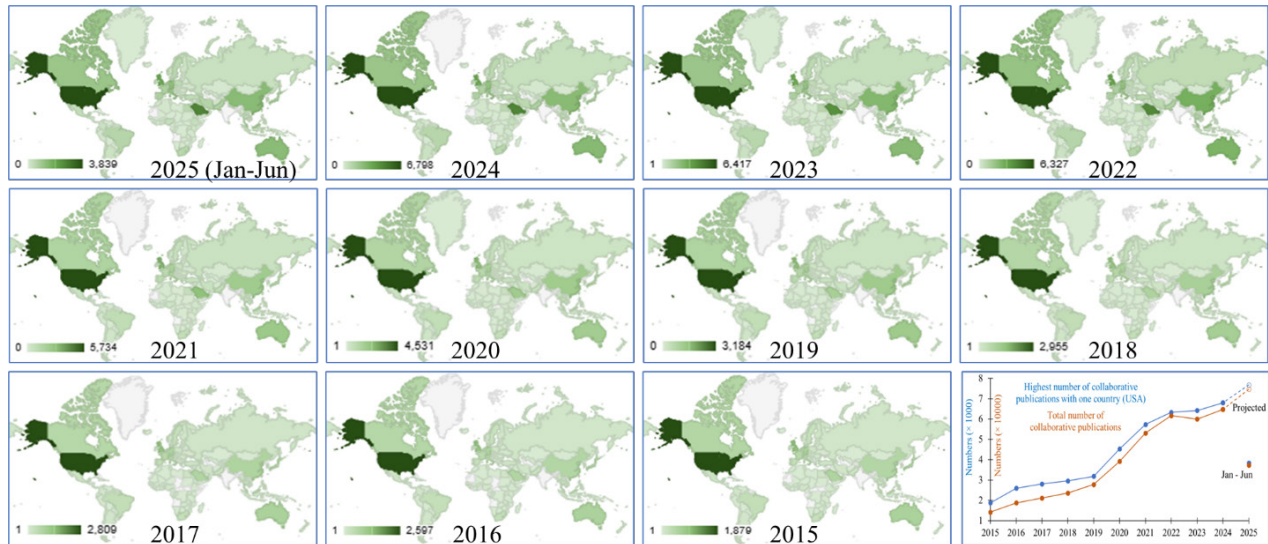 0 3,839
2025 (Jan-Jun)
0 6,798
2024
1 6,417
2023
0 6,327
2022
0 5,734
2021
1 4,531
2020
0 3,184
2019
1 2,955
2018
1 2,809
2017
1 2,597
2016
1 1,879
2015
Highest number of collaborative
publications with one country (USA)
Total number of
collaborative publications
Projected
Jan - Jun
Numbers (× 1000)
Numbers (× 10000)
8
7
6
5
4
3
2
1
2015 2016 2017 2018 2019 2020 2021 2022 2023 2024 2025